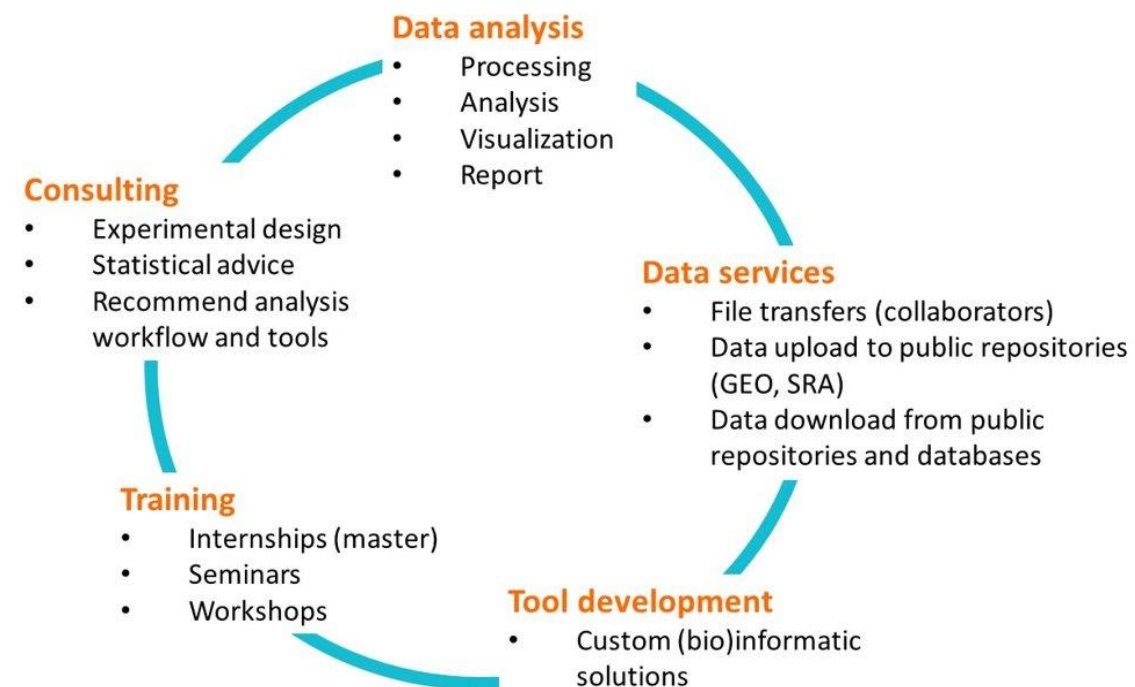 Data analysis
• Processing
• Analysis
• Visualization
• Report
Consulting
• Experimental design
• Statistical advice
• Recommend analysis
workflow and tools
Data services
• File transfers (collaborators)
• Data upload to public repositories
(GEO, SRA)
• Data download from public
repositories and databases
Training
• Internships (master)
• Seminars
• Workshops
Tool development
• Custom (bio)informatic
solutions